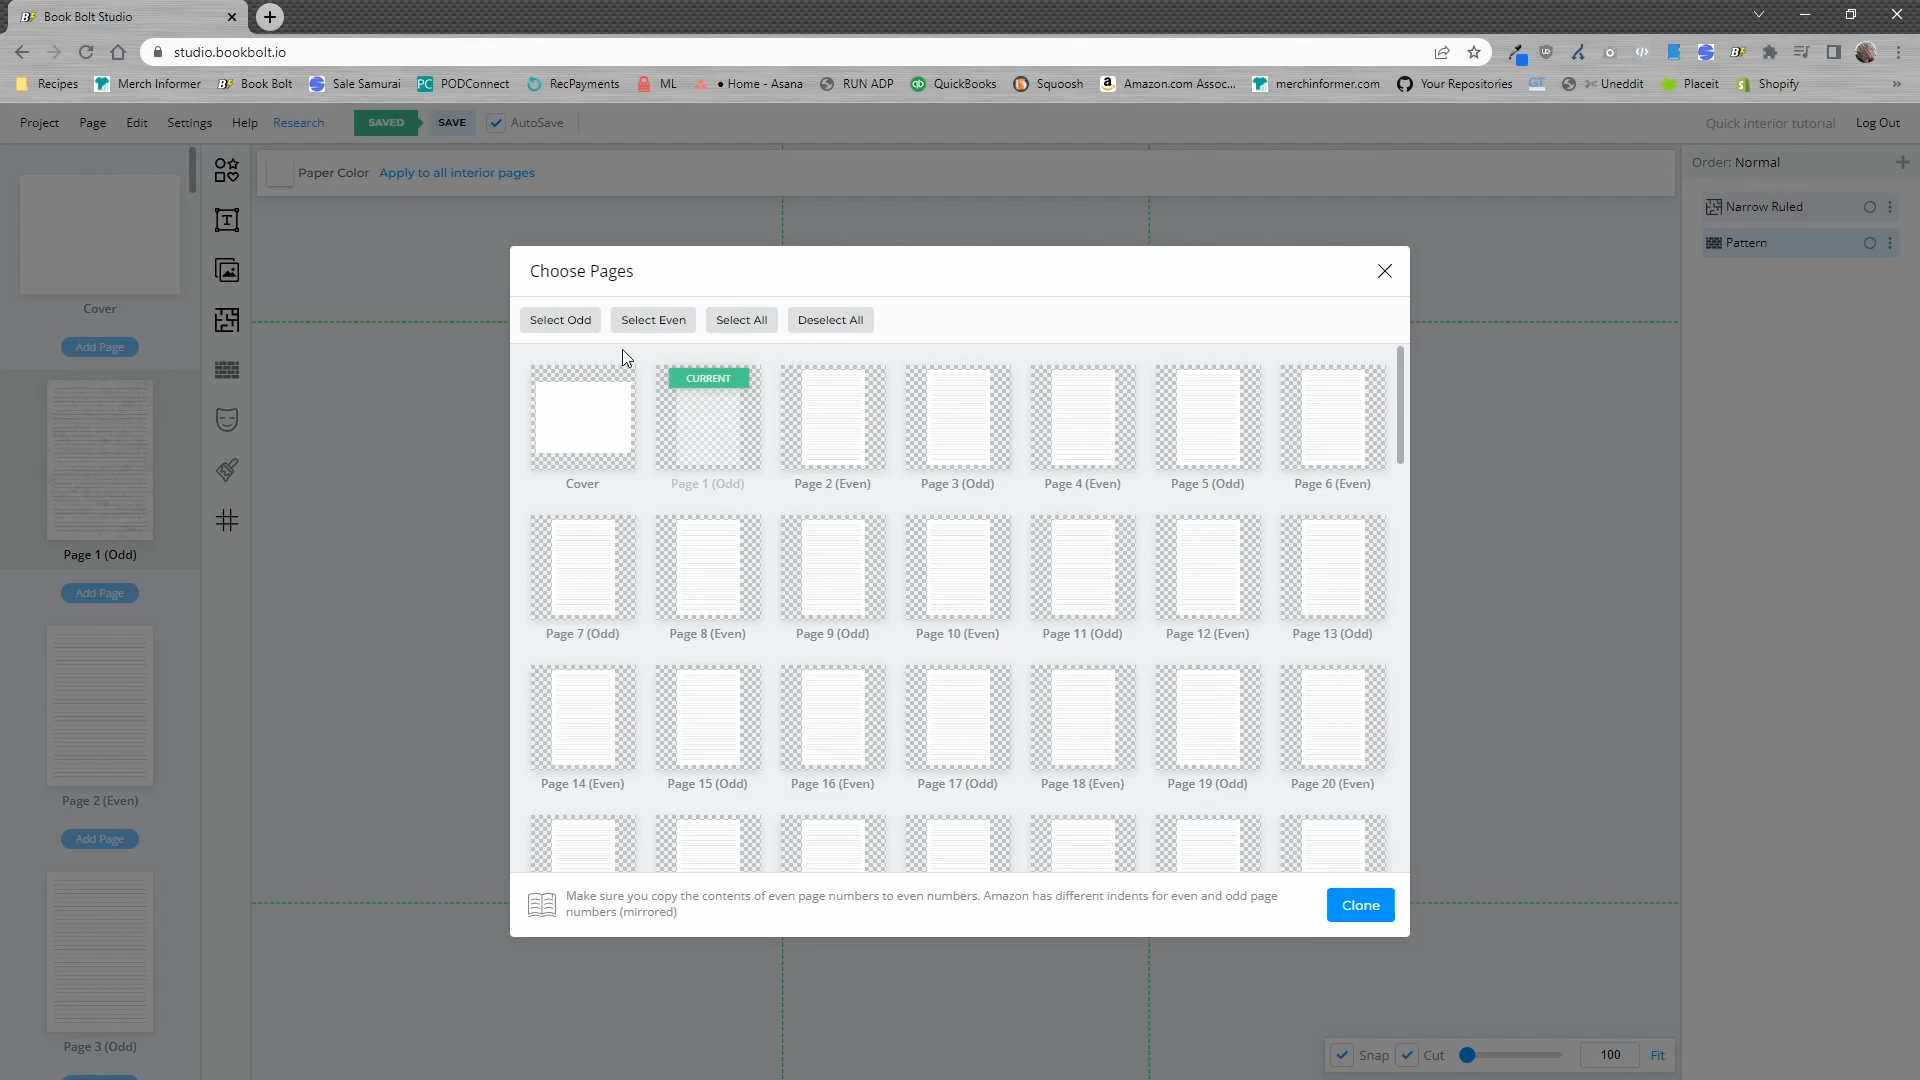 Book Bolt Studio
studio.bookbolt.io
Recipes Merch Informer Book Bolt Sale Samurai PODConnect RecPayments ML • Home - Asana RUN ADP QuickBooks Squoosh Amazon.com Assoc... merchinformer.com Your Repositories GT Uneddit Placeit Shopify »
Project Page Edit Settings Help Research SAVED SAVE AutoSave Quick interior tutorial Log Out
Paper Color Apply to all interior pages
Order: Normal
Narrow Ruled
Pattern
Cover
Add Page
Page 1 (Odd)
Add Page
Page 2 (Even)
Add Page
Page 3 (Odd)
Choose Pages
Select Odd Select Even Select All Deselect All
CURRENT
Cover Page 1 (Odd) Page 2 (Even) Page 3 (Odd) Page 4 (Even) Page 5 (Odd) Page 6 (Even)
Page 7 (Odd) Page 8 (Even) Page 9 (Odd) Page 10 (Even) Page 11 (Odd) Page 12 (Even) Page 13 (Odd)
Page 14 (Even) Page 15 (Odd) Page 16 (Even) Page 17 (Odd) Page 18 (Even) Page 19 (Odd) Page 20 (Even)
Make sure you copy the contents of even page numbers to even numbers. Amazon has different indents for even and odd page
numbers (mirrored)
Clone
Snap Cut 100 Fit